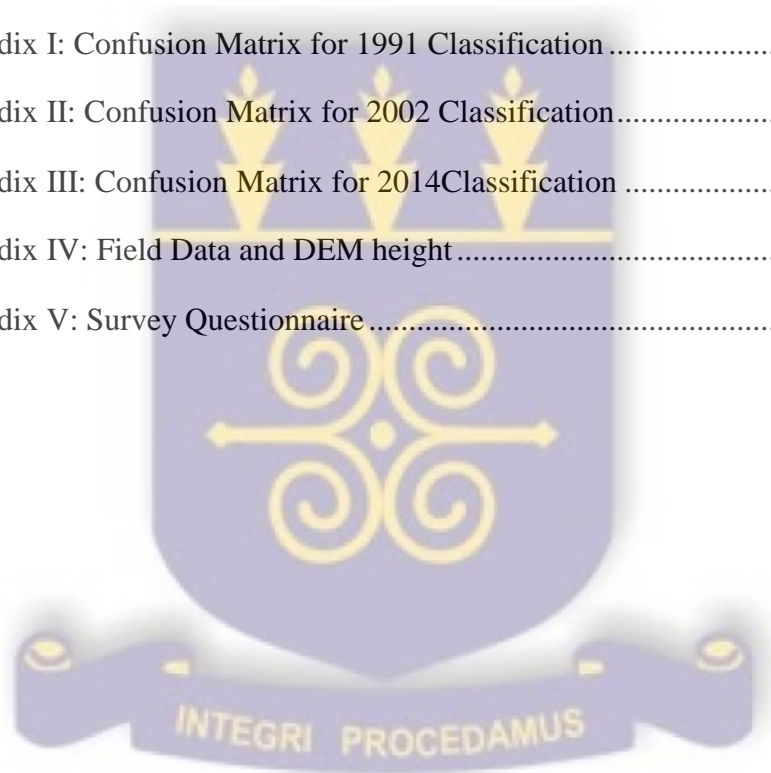 dix I: Confusion Matrix for 1991 Classification ....................
dix II: Confusion Matrix for 2002 Classification ...................
dix III: Confusion Matrix for 2014Classification ..................
dix IV: Field Data and DEM height .......................................
dix V: Survey Questionnaire ..................................................
INTEGRI PROCEDAMUS